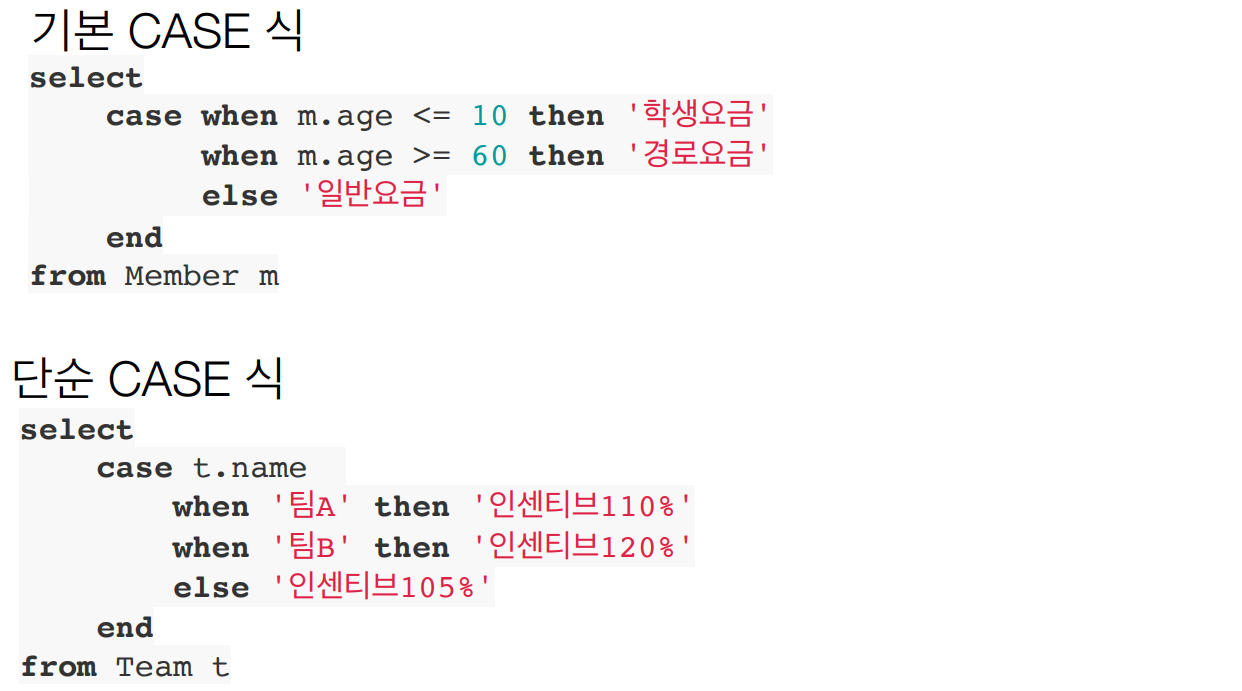 기본 CASE 식
select
    case when m.age <= 10 then '학생요금'
         when m.age >= 60 then '경로요금'
         else '일반요금'
    end
from Member m
단순 CASE 식
select
    case t.name
        when '팀A' then '인센티브110%'
        when '팀B' then '인센티브120%'
        else '인센티브105%'
    end
from Team t